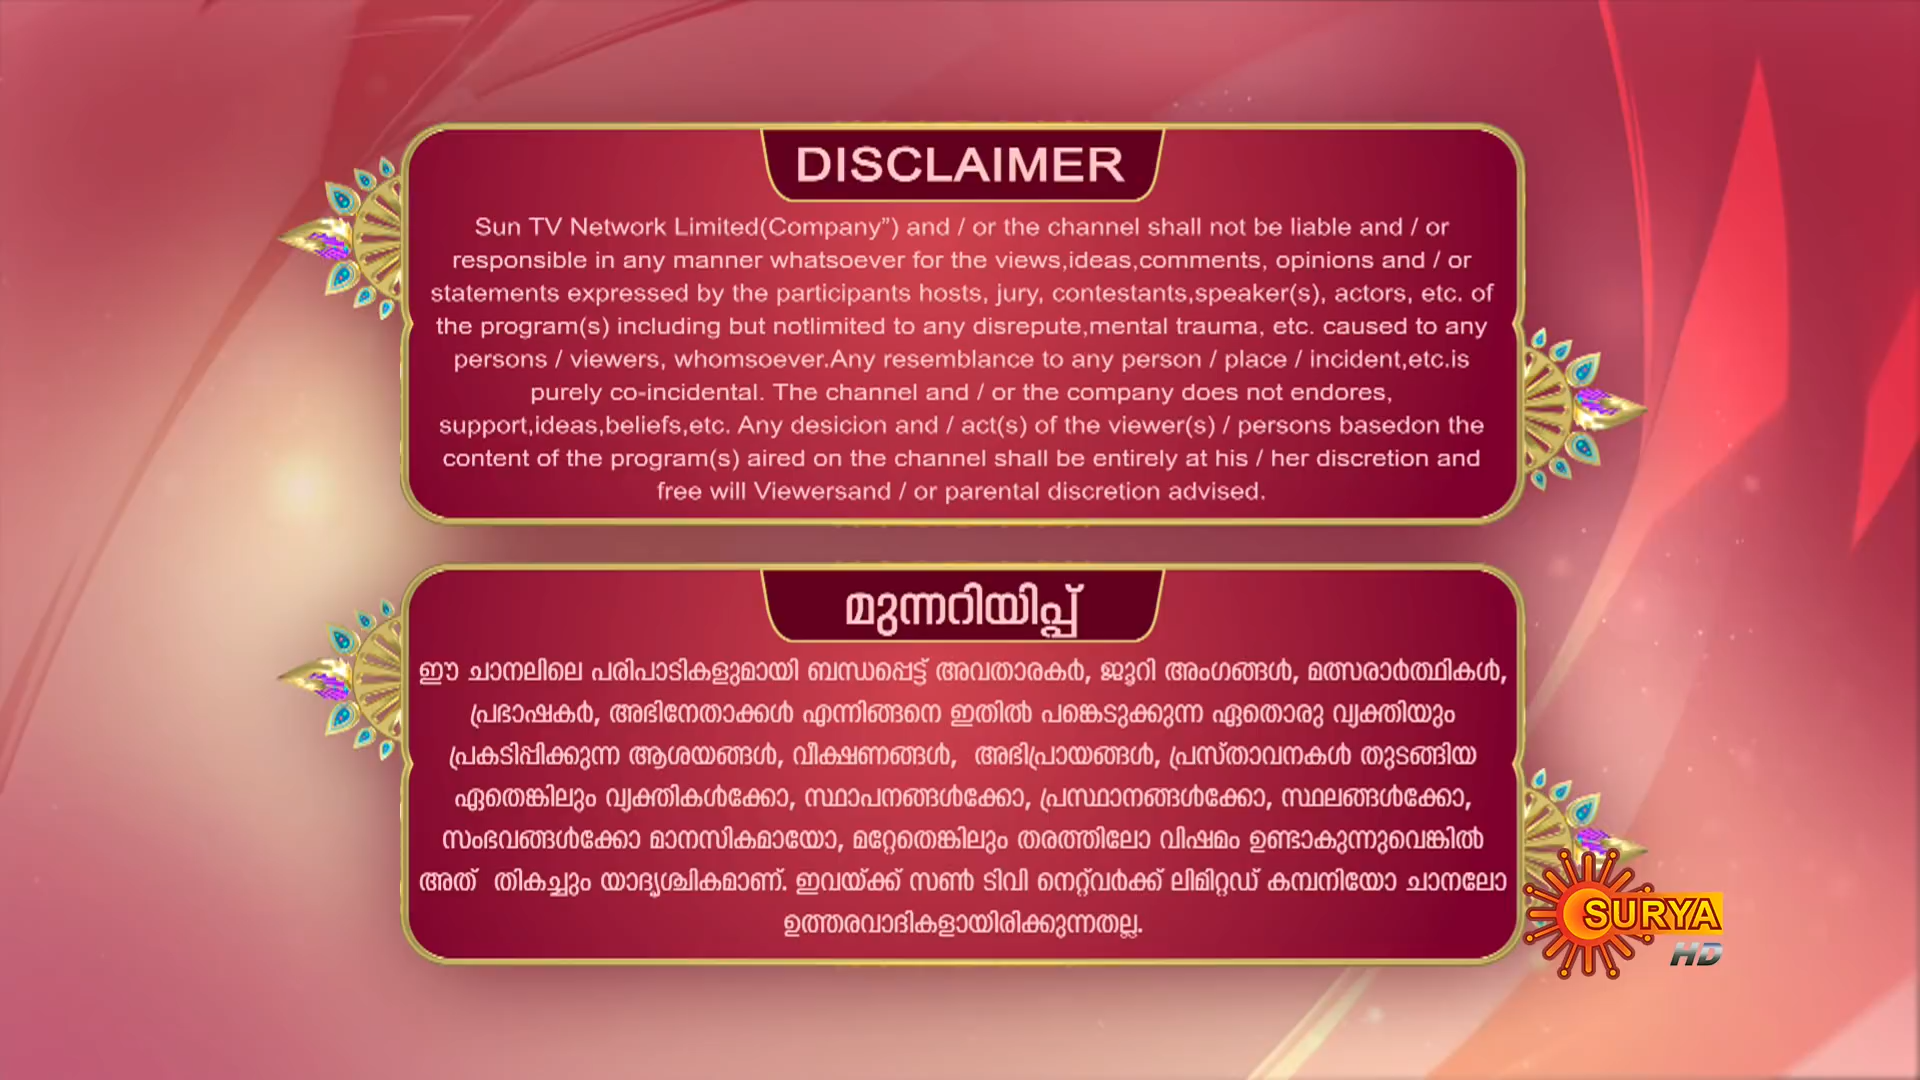 DISCLAIMER
Sun TV Network Limited(Company”) and / or the channel shall not be liable and / or
responsible in any manner whatsoever for the views,ideas,comments, opinions and / or
statements expressed by the participants hosts, jury, contestants,speaker(s), actors, etc. of
the program(s) including but notlimited to any disrepute,mental trauma, etc. caused to any
persons / viewers, whomsoever.Any resemblance to any person / place / incident,etc.is
purely co-incidental. The channel and / or the company does not endores,
support,ideas,beliefs,etc. Any desicion and / act(s) of the viewer(s) / persons basedon the
content of the program(s) aired on the channel shall be entirely at his / her discretion and
free will Viewersand / or parental discretion advised.
മുന്നറിയിപ്പ്
ഈ ചാനലിലെ പരിപാടികളുമായി ബന്ധപ്പെട്ട് അവതാരകർ, ജൂറി അംഗങ്ങൾ, മത്സരാർത്ഥികൾ,
പ്രഭാഷകർ, അഭിനേതാക്കൾ എന്നിങ്ങനെ ഇതിൽ പങ്കെടുക്കുന്ന ഏതൊരു വ്യക്തിയും
പ്രകടിപ്പിക്കുന്ന ആശയങ്ങൾ, വീക്ഷണങ്ങൾ, അഭിപ്രായങ്ങൾ, പ്രസ്താവനകൾ തുടങ്ങിയ
ഏതെങ്കിലും വ്യക്തികൾക്കോ, സ്ഥാപനങ്ങൾക്കോ, പ്രസ്ഥാനങ്ങൾക്കോ, സ്ഥലങ്ങൾക്കോ,
സംഭവങ്ങൾക്കോ മാനസികമായോ, മറ്റേതെങ്കിലും തരത്തിലോ വിഷമം ഉണ്ടാകുന്നുവെങ്കിൽ
അത് തികച്ചും യാദൃശ്ചികമാണ്. ഇവയ്ക്ക് സൺ ടിവി നെറ്റ്‌വർക്ക് ലിമിറ്റഡ് കമ്പനിയോ ചാനലോ
ഉത്തരവാദികളായിരിക്കുന്നതല്ല.
SURYA
HD